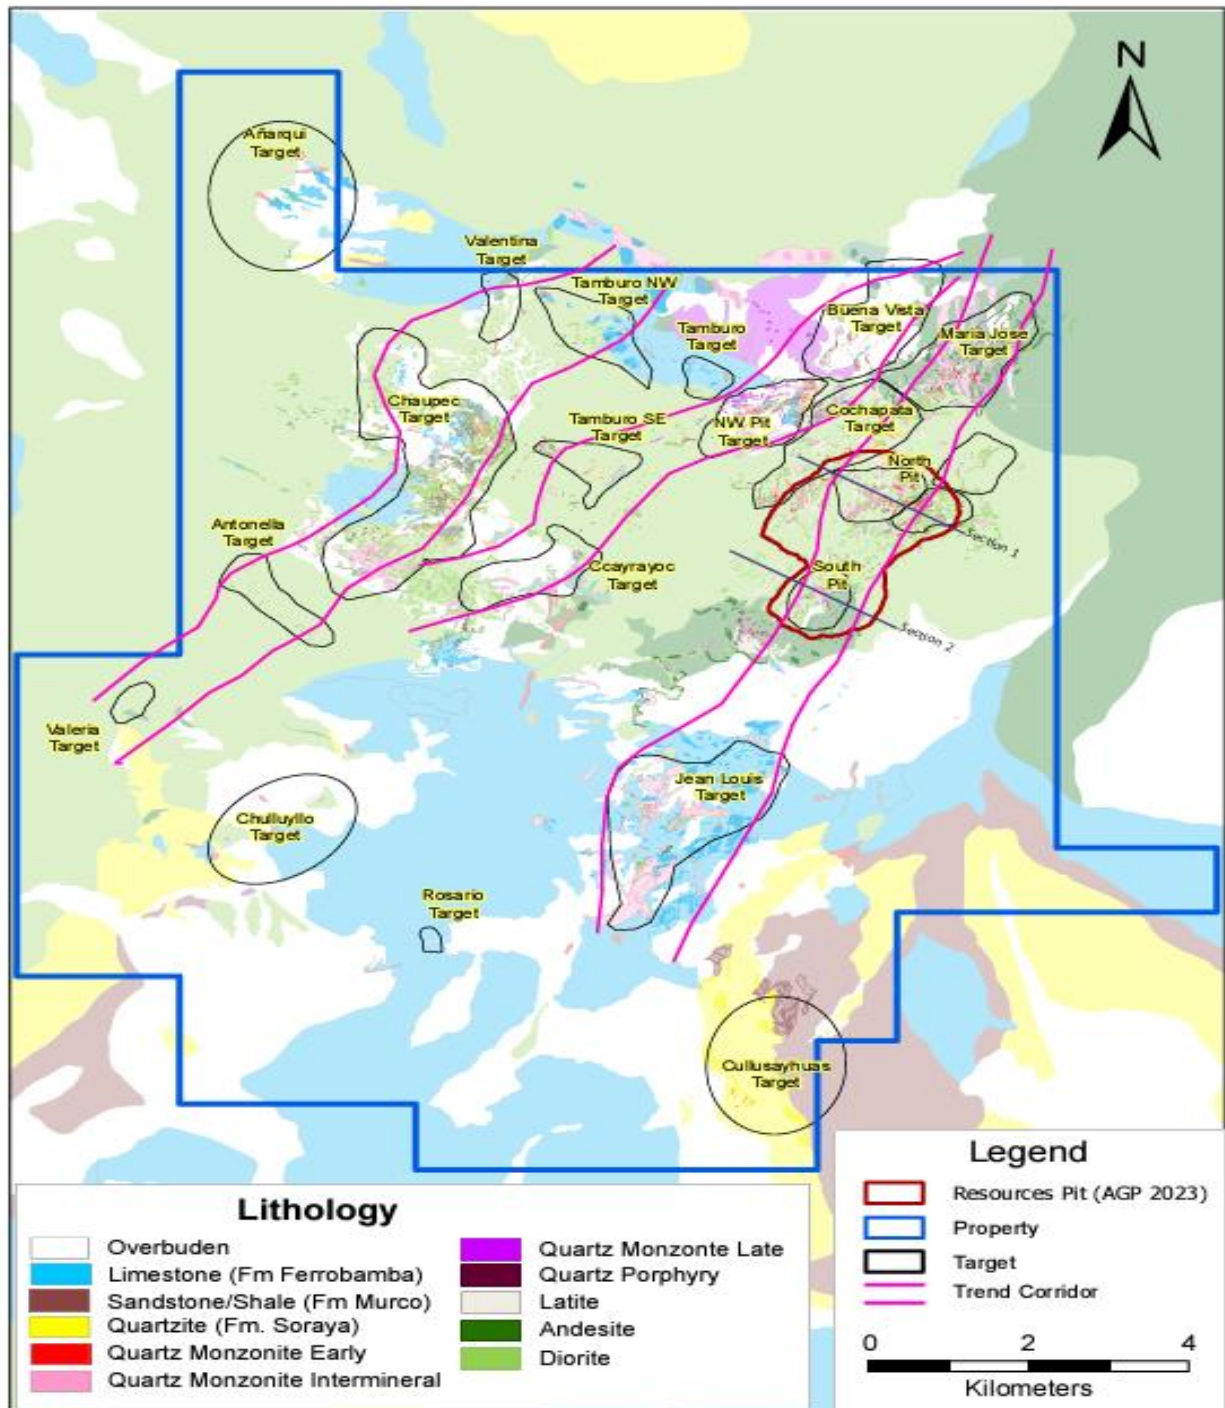 N
Añarqui
Target
Valentina
Target
Tamburo NW
Target
Tamburo
Target
Buena Vista
Target
Maria Jose
Target
Chaupec
Target
Tamburo SE
Target
NW Pit
Target
Cochapata
Target
North
Pit
Section 1
Antonella
Target
Ccayrayoc
Target
South
Pit
Section 2
Valeria
Target
Jean Louis
Target
Chulluyllo
Target
Rosario
Target
Cullusayhuas
Target
Lithology
Overbuden
Limestone (Fm Ferrobamba)
Sandstone/Shale (Fm Murco)
Quartzite (Fm. Soraya)
Quartz Monzonite Early
Quartz Monzonite Intermineral
Quartz Monzonte Late
Quartz Porphyry
Latite
Andesite
Diorite
Legend
Resources Pit (AGP 2023)
Property
Target
Trend Corridor
0 2 4
Kilometers